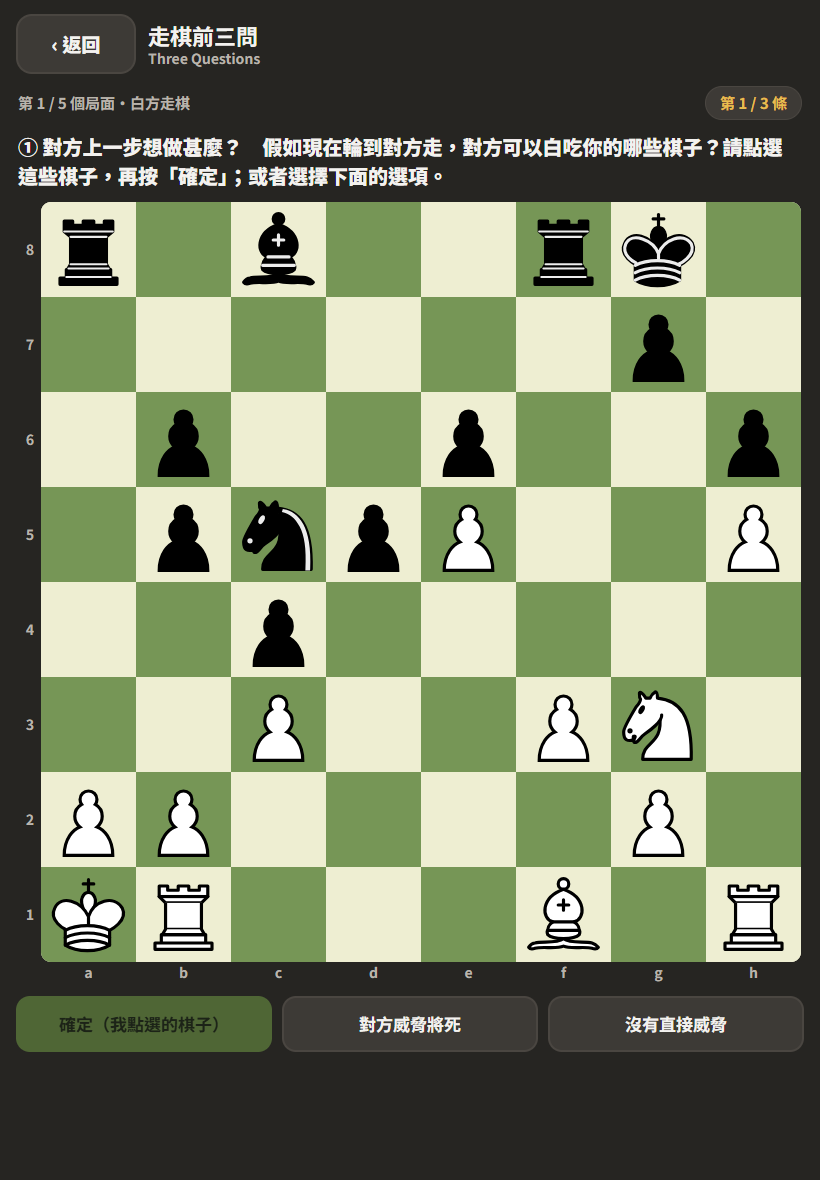 ‹ 返回
走棋前三問
Three Questions
第 1 / 5 個局面・白方走棋
第 1 / 3 條
① 對方上一步想做甚麼？　假如現在輪到對方走，對方可以白吃你的哪些棋子？請點選
這些棋子，再按「確定」；或者選擇下面的選項。
8
7
6
5
4
3
2
1
a b c d e f g h
確定（我點選的棋子）
對方威脅將死
沒有直接威脅